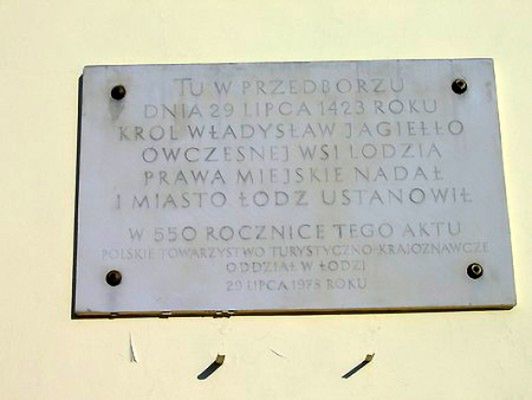 TU W PRZEDBORZU
DNIA 29 LIPCA 1423 ROKU
KRÓL WŁADYSŁAW JAGIEŁŁO
ÓWCZESNEJ WSI ŁODZIA
PRAWA MIEJSKIE NADAŁ
I MIASTO ŁÓDŹ USTANOWIŁ
W 550 ROCZNICĘ TEGO AKTU
POLSKIE TOWARZYSTWO TURYSTYCZNO-KRAJOZNAWCZE
ODDZIAŁ W ŁODZI
29 LIPCA 1973 ROKU